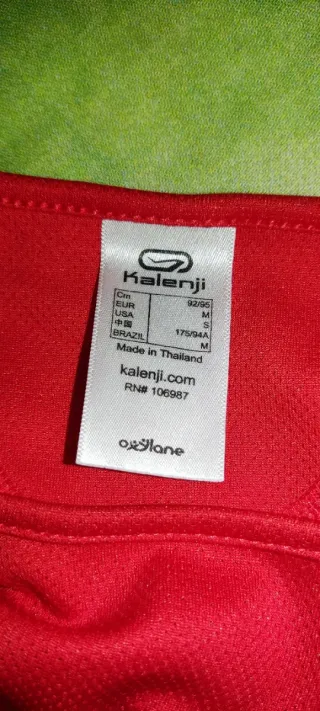 Kalenji
Cm 92/95
EUR M
USA S
中国 175/94A
BRAZIL M
Made in Thailand
kalenji.com
RN# 106987
oxylane